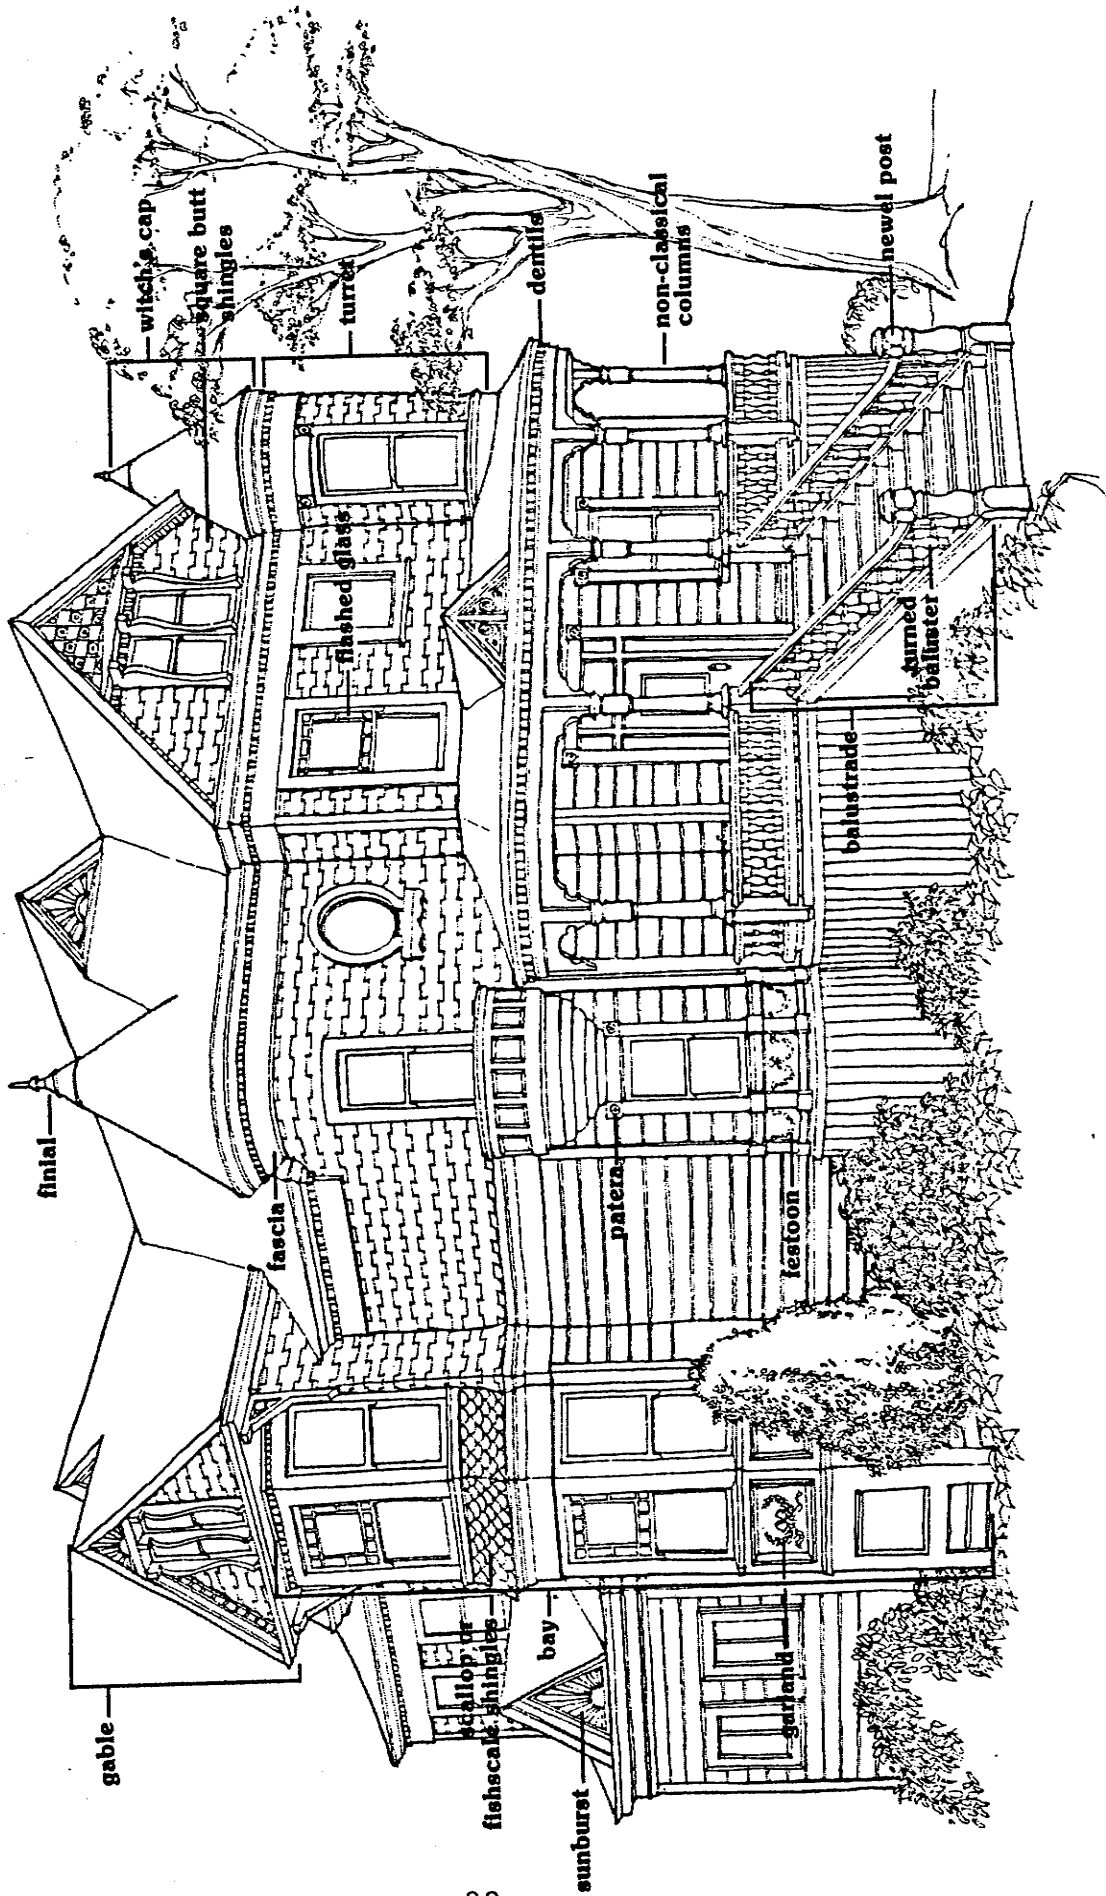 gable
finial
witch's cap
square butt
shingles
turret
fascia
flashed glass
dentils
scallop or
fishscale shingles
bay
sunburst
patera
non-classical
columns
garland
festoon
balustrade
turned
baluster
newel post